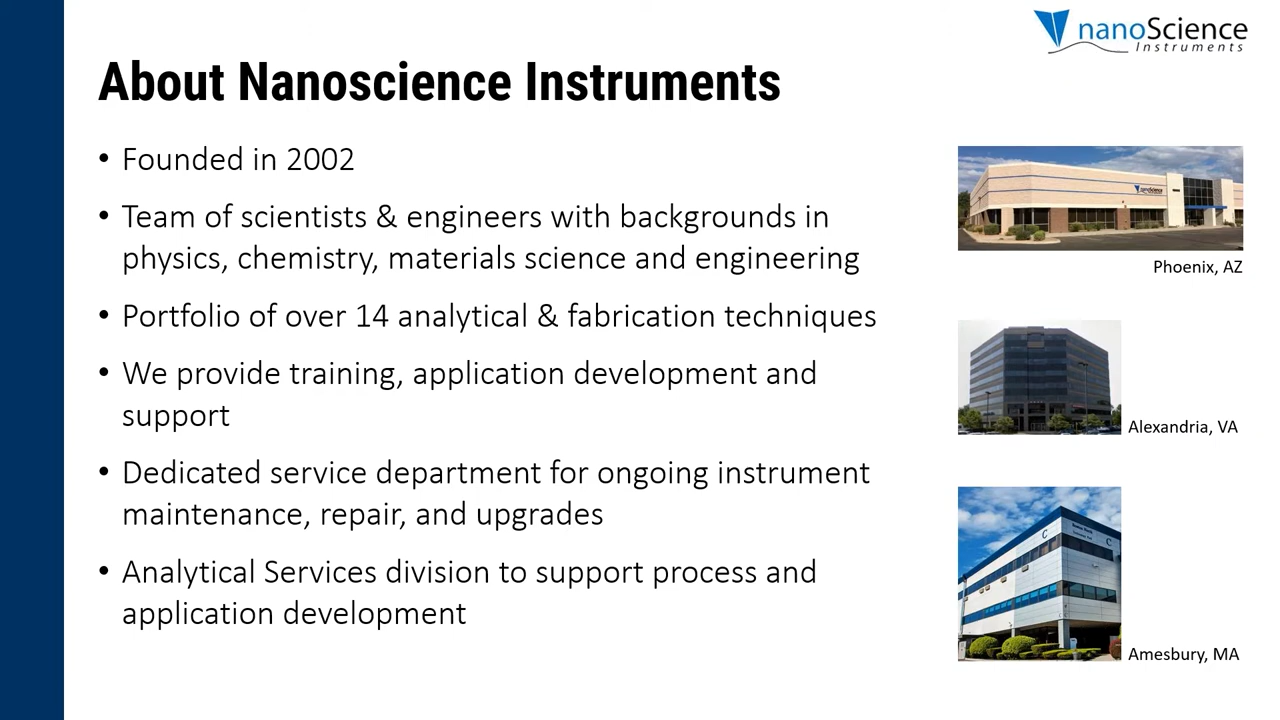 nanoScience
Instruments
About Nanoscience Instruments
• Founded in 2002
• Team of scientists & engineers with backgrounds in
physics, chemistry, materials science and engineering
• Portfolio of over 14 analytical & fabrication techniques
• We provide training, application development and
support
• Dedicated service department for ongoing instrument
maintenance, repair, and upgrades
• Analytical Services division to support process and
application development
nanoScience
Phoenix, AZ
Alexandria, VA
C
C
Amesbury, MA